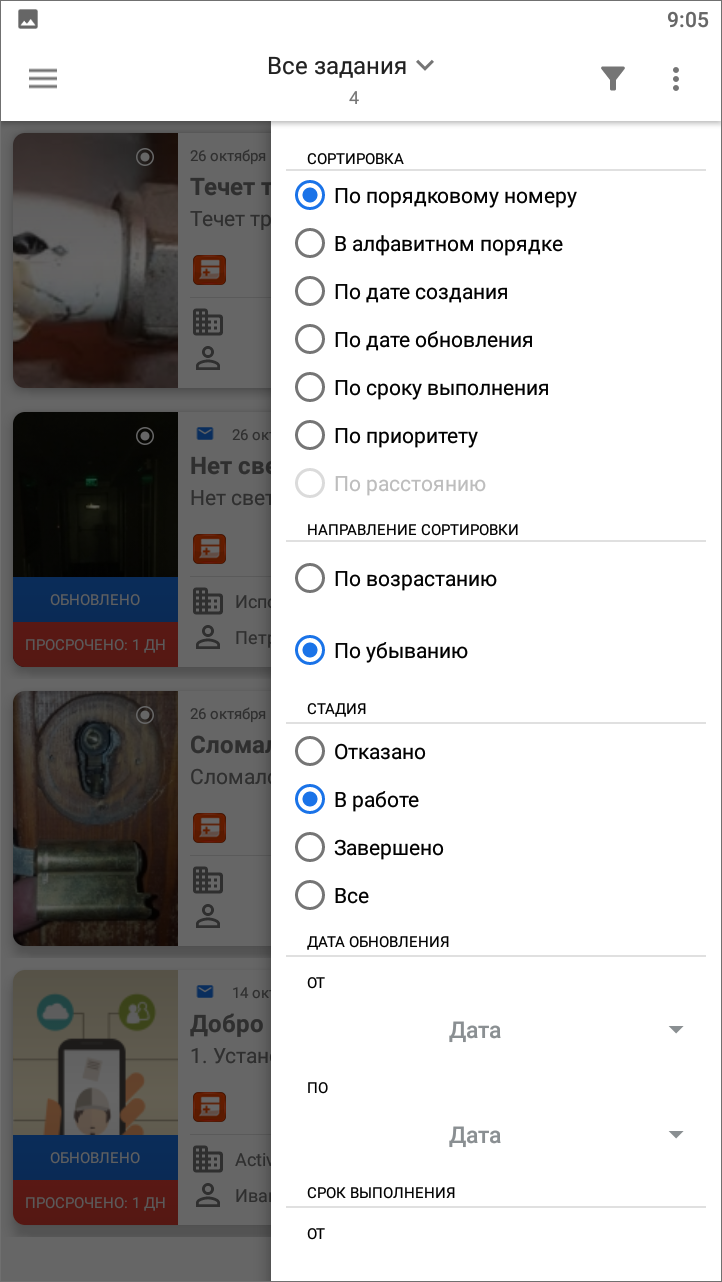 9:05
Все задания
4
26 октября
Течет т
Течет тр
26 окт
Нет све
Нет свет
ОБНОВЛЕНО
ПРОСРОЧЕНО: 1 ДН
Испо
Петр
26 октября
Сломал
Сломало
14 окт
Добро
1. Устан
ОБНОВЛЕНО
ПРОСРОЧЕНО: 1 ДН
Activ
Иван
СОРТИРОВКА
По порядковому номеру
В алфавитном порядке
По дате создания
По дате обновления
По сроку выполнения
По приоритету
По расстоянию
НАПРАВЛЕНИЕ СОРТИРОВКИ
По возрастанию
По убыванию
СТАДИЯ
Отказано
В работе
Завершено
Все
ДАТА ОБНОВЛЕНИЯ
ОТ
Дата
ПО
Дата
СРОК ВЫПОЛНЕНИЯ
ОТ